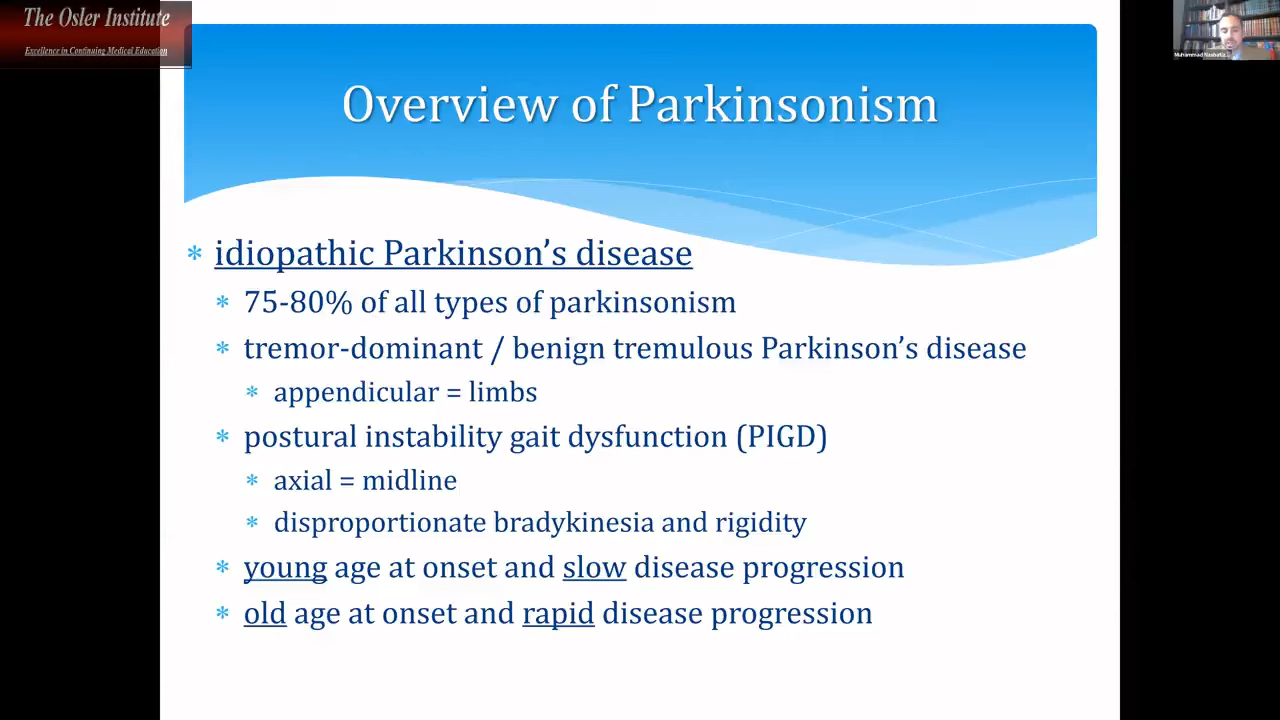 The Osler Institute
Excellence in Continuing Medical Education
Overview of Parkinsonism
* idiopathic Parkinson's disease
* 75-80% of all types of parkinsonism
* tremor-dominant / benign tremulous Parkinson's disease
* appendicular = limbs
* postural instability gait dysfunction (PIGD)
* axial = midline
* disproportionate bradykinesia and rigidity
* young age at onset and slow disease progression
* old age at onset and rapid disease progression
Muhammad